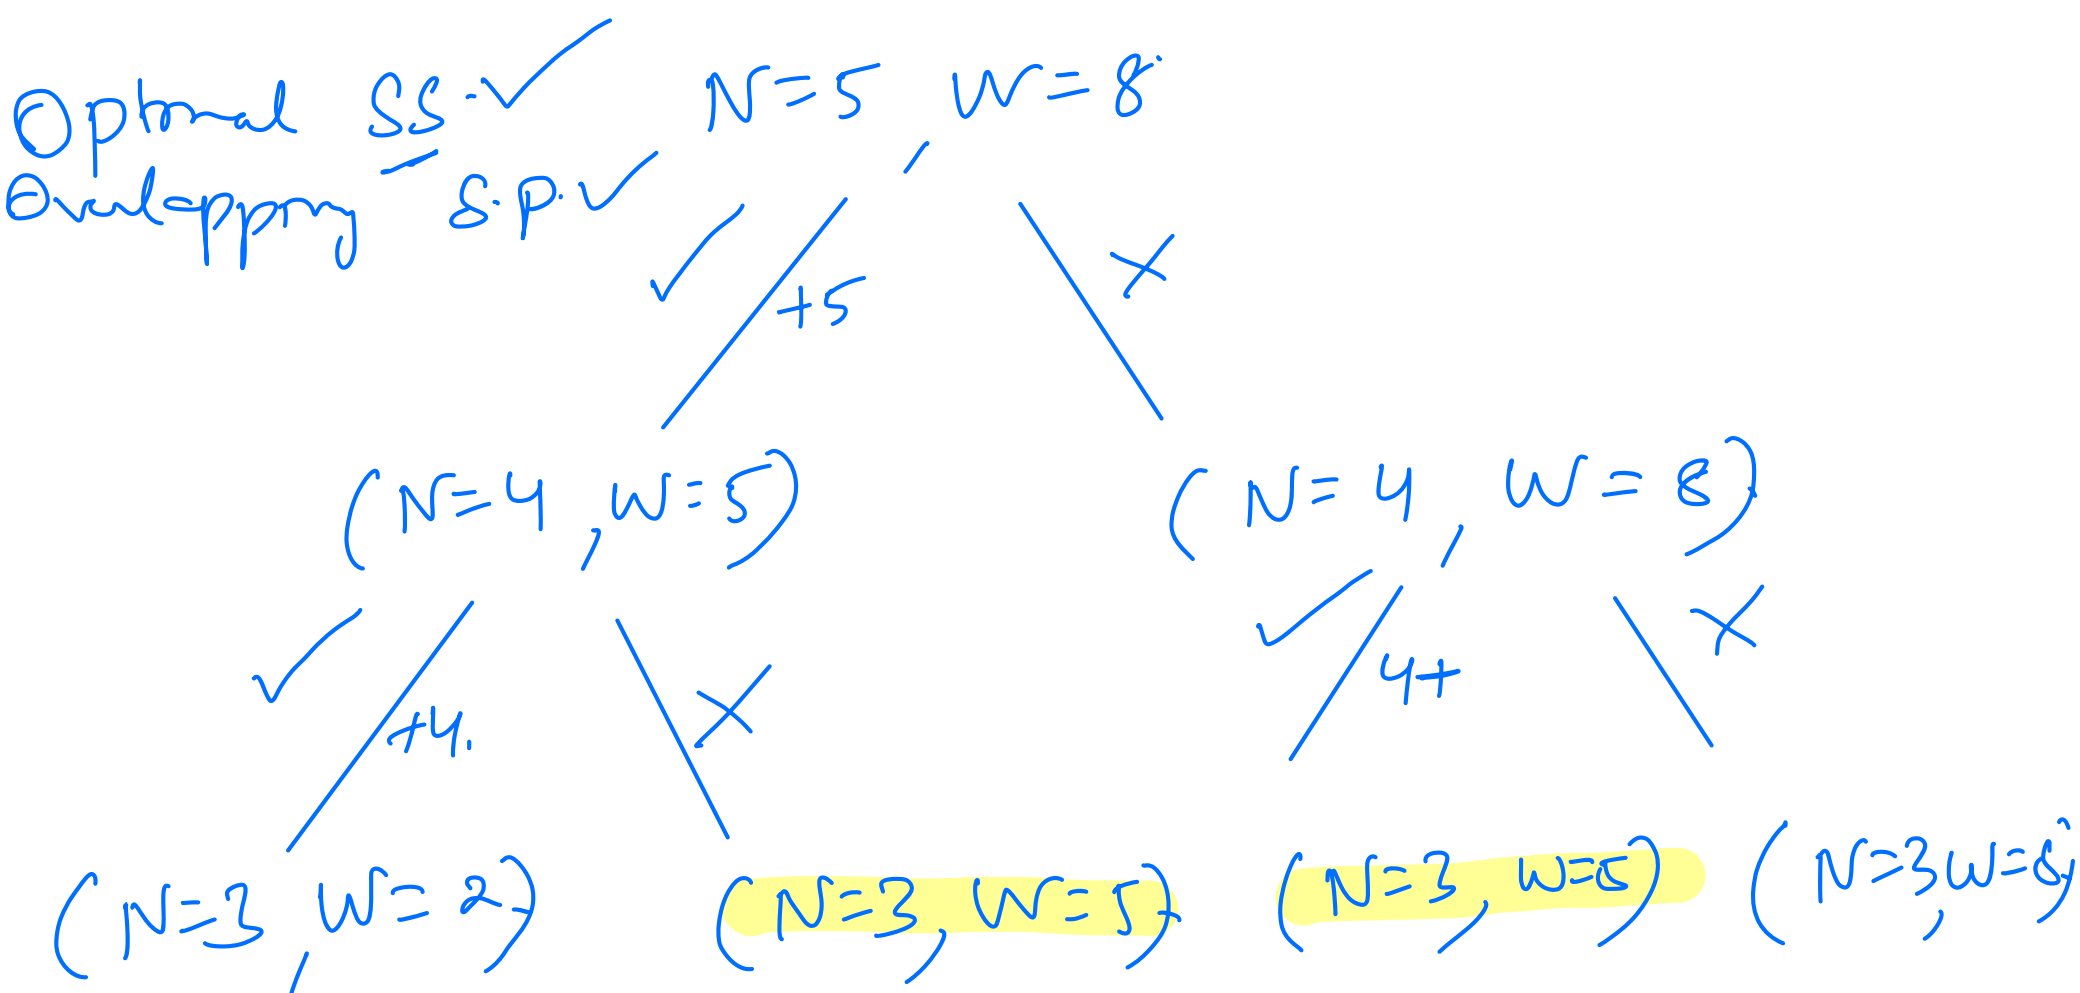 Optimal SS. ✓ N=5, W=8
Overlapping S.P. ✓
✓ +5 ✗
(N=4, W=5) (N=4, W=8)
✓ +4. ✗ ✓ 4+ ✗
(N=3, W=2) (N=3, W=5) (N=3, W=5) (N=3, W=8)